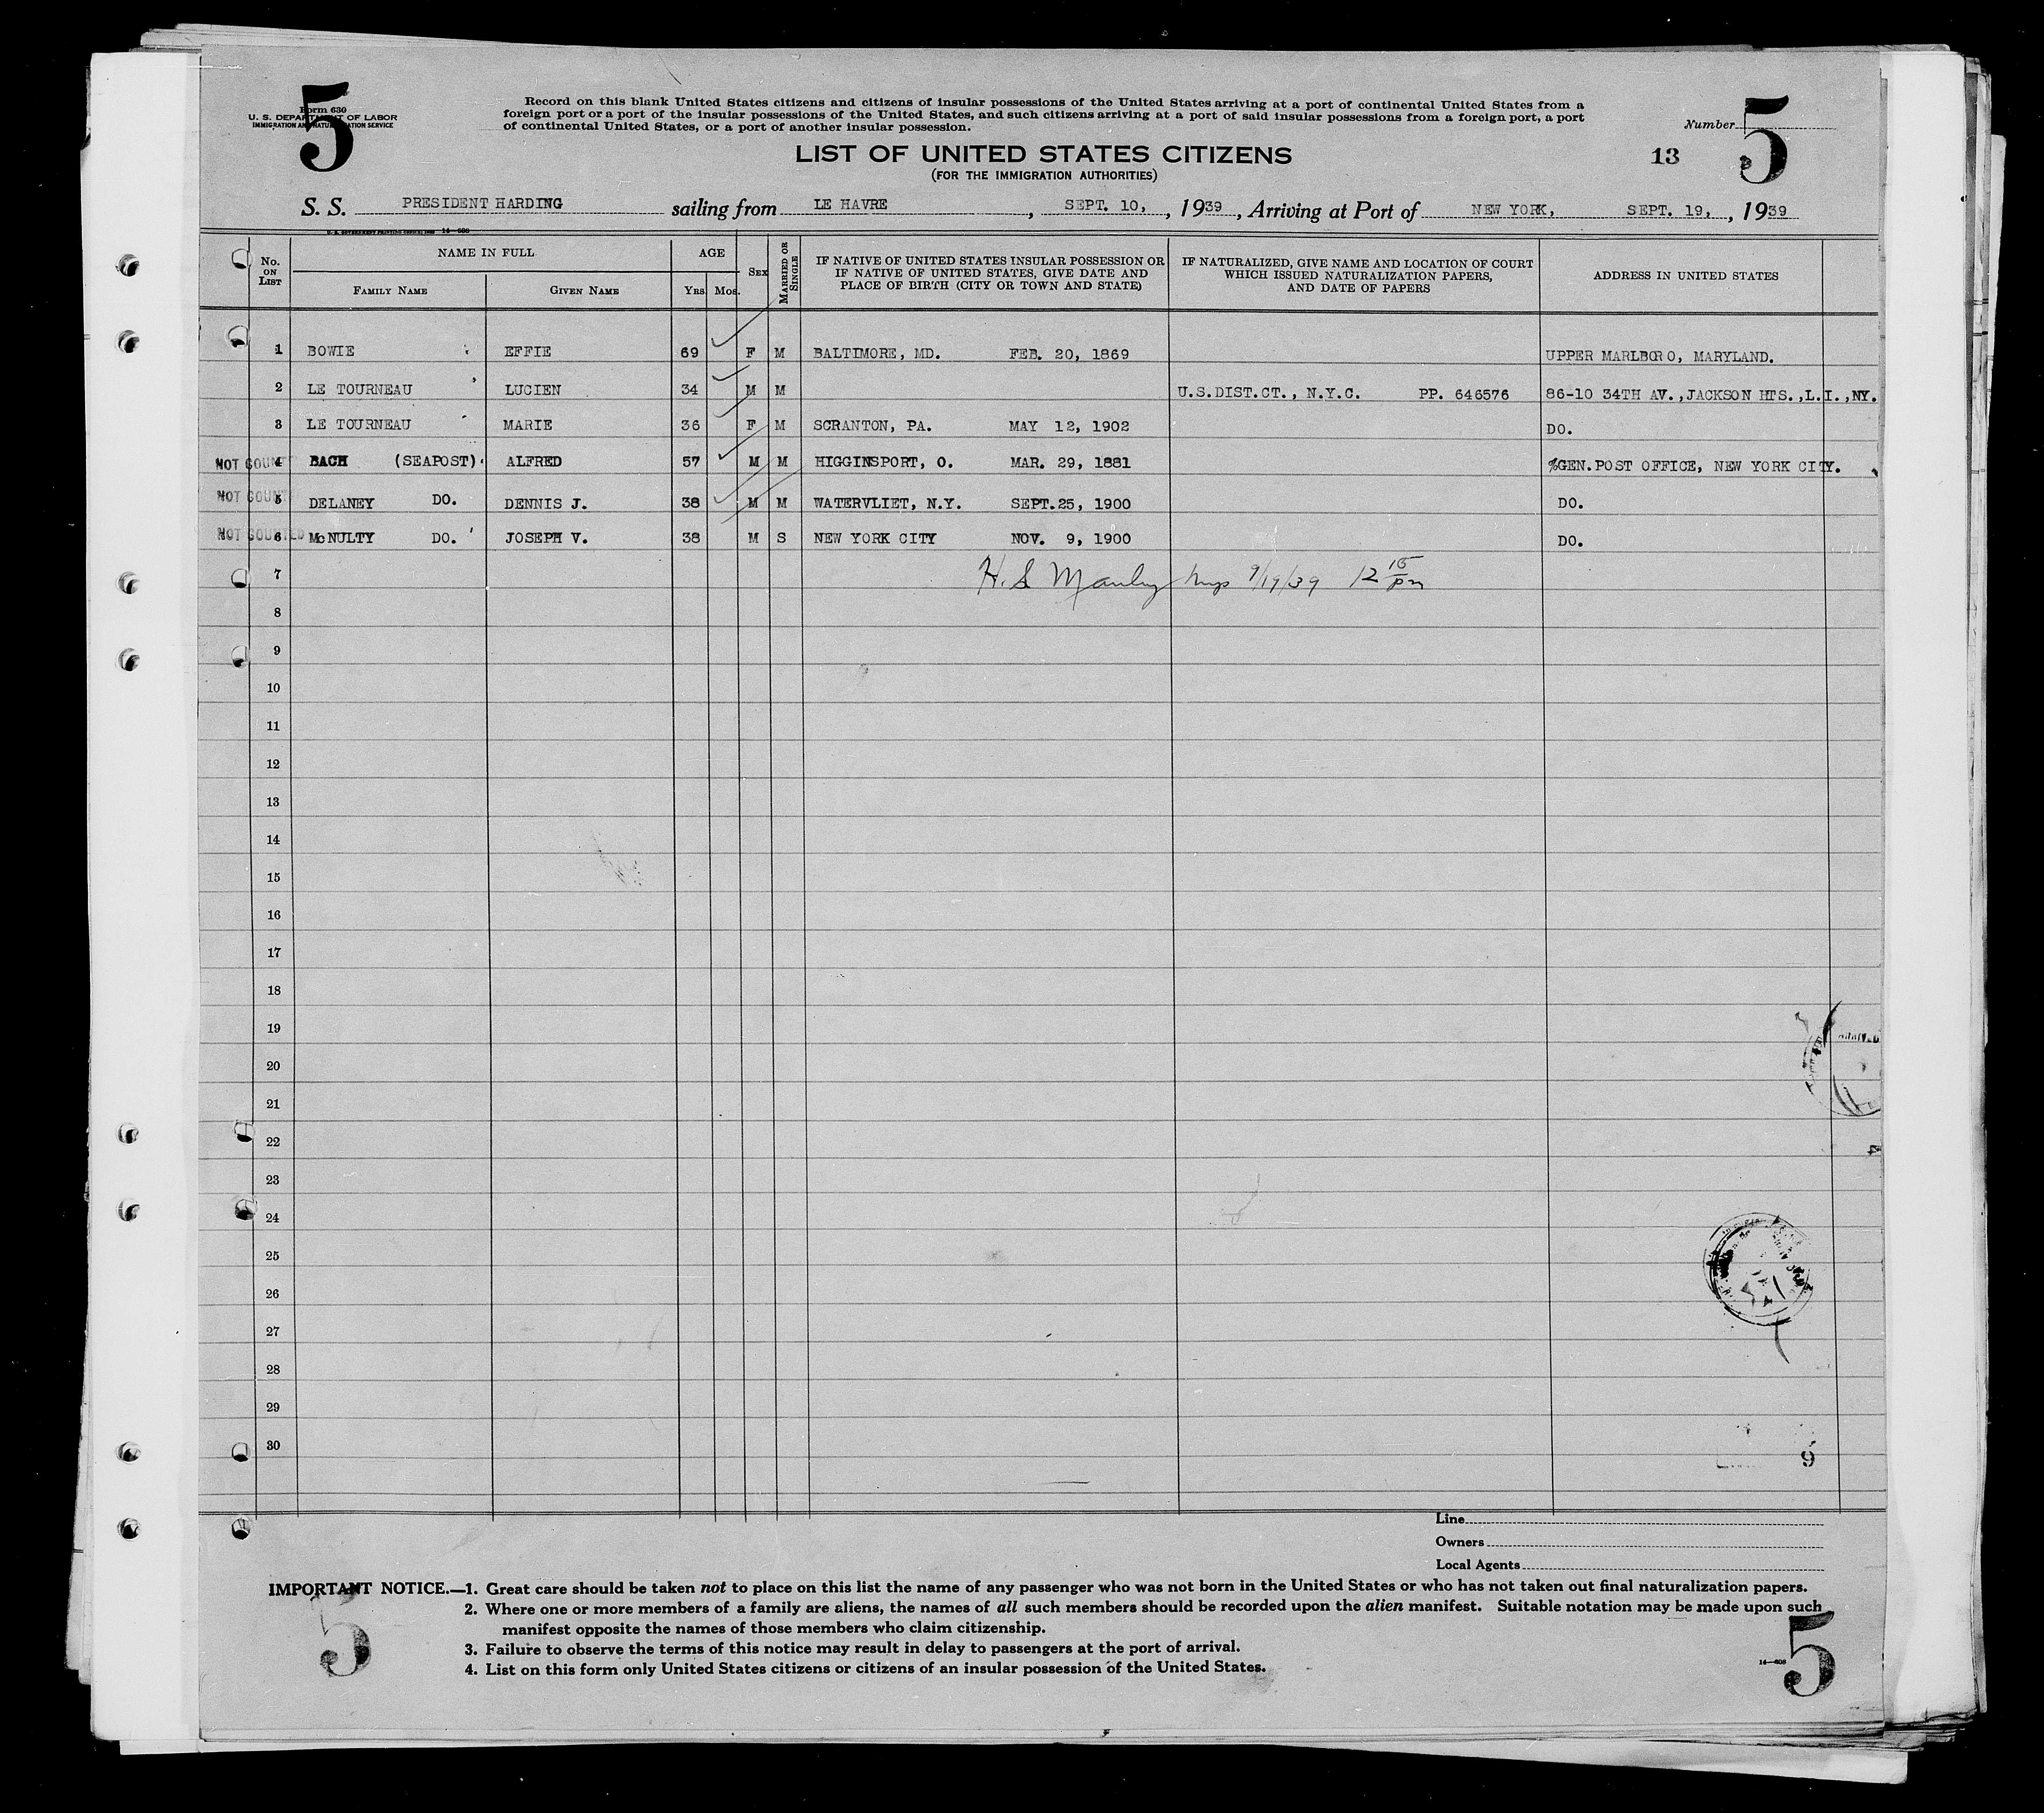 5
Form 630
U. S. DEPARTMENT OF LABOR
IMMIGRATION AND NATURALIZATION SERVICE
Record on this blank United States citizens and citizens of insular possessions of the United States arriving at a port of continental United States from a
foreign port or a port of the insular possessions of the United States, and such citizens arriving at a port of said insular possessions from a foreign port, a port
of continental United States, or a port of another insular possession.
Number 5
LIST OF UNITED STATES CITIZENS
13
(FOR THE IMMIGRATION AUTHORITIES)
S. S. PRESIDENT HARDING sailing from LE HAVRE, SEPT. 10, , 1939, Arriving at Port of NEW YORK, SEPT. 19, , 1939
No. ON LIST NAME IN FULL FAMILY NAME GIVEN NAME AGE YRS. MOS. SEX MARRIED OR SINGLE IF NATIVE OF UNITED STATES INSULAR POSSESSION OR IF NATIVE OF UNITED STATES, GIVE DATE AND PLACE OF BIRTH (CITY OR TOWN AND STATE) IF NATURALIZED, GIVE NAME AND LOCATION OF COURT WHICH ISSUED NATURALIZATION PAPERS, AND DATE OF PAPERS ADDRESS IN UNITED STATES
1 BOWIE EFFIE 69 F M BALTIMORE, MD. FEB. 20, 1869 UPPER MARLBORO, MARYLAND.
2 LE TOURNEAU LUCIEN 34 M M U.S.DIST.CT., N.Y.C. PP. 646576 86-10 34TH AV.,JACKSON HTS.,L.I.,NY.
3 LE TOURNEAU MARIE 36 F M SCRANTON, PA. MAY 12, 1902 DO.
NOT COUNT 4 BACH (SEAPOST) ALFRED 57 M M HIGGINSPORT, O. MAR. 29, 1881 %GEN.POST OFFICE, NEW YORK CITY.
NOT COUNT 5 DELANEY DO. DENNIS J. 38 M M WATERVLIET, N.Y. SEPT.25, 1900 DO.
NOT COUNTED 6 McNULTY DO. JOSEPH V. 38 M S NEW YORK CITY NOV. 9, 1900 DO.
7 H. S. Manley 9/19/39 12 15 pm
8
9
10
11
12
13
14
15
16
17
18
19
20
21
22
23
24
25
26
27
28
29
30
9
Line
Owners
Local Agents
IMPORTANT NOTICE.—1. Great care should be taken not to place on this list the name of any passenger who was not born in the United States or who has not taken out final naturalization papers.
2. Where one or more members of a family are aliens, the names of all such members should be recorded upon the alien manifest. Suitable notation may be made upon such
manifest opposite the names of those members who claim citizenship.
3. Failure to observe the terms of this notice may result in delay to passengers at the port of arrival.
4. List on this form only United States citizens or citizens of an insular possession of the United States.
5
5